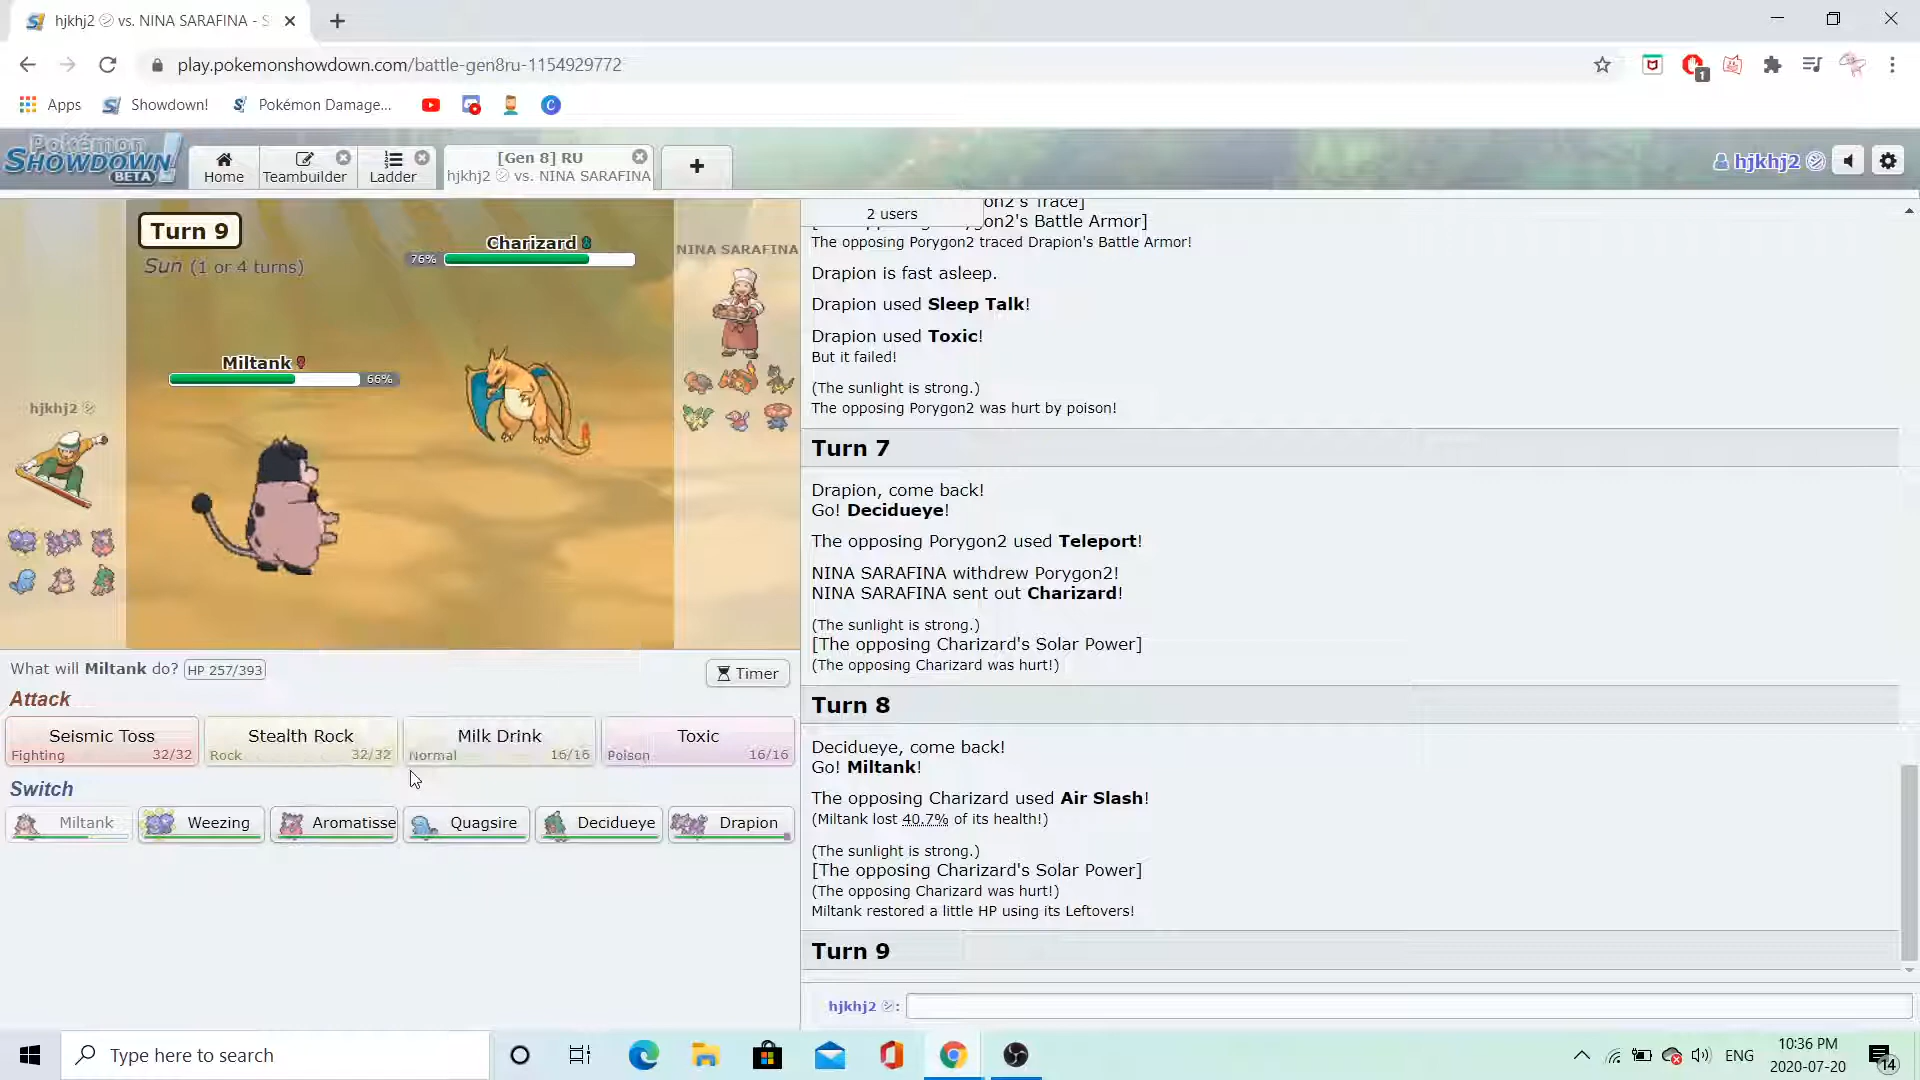 hjkhj2 vs. NINA SARAFINA - S
play.pokemonshowdown.com/battle-gen8ru-1154929772
1
Apps
Showdown!
Pokémon Damage...
Pokémon
SHOWDOWN!
BETA
Home
Teambuilder
Ladder
[Gen 8] RU
hjkhj2 vs. NINA SARAFINA
+
hjkhj2
Turn 9
Sun (1 or 4 turns)
Charizard
76%
NINA SARAFINA
Miltank
66%
hjkhj2
What will Miltank do? HP 257/393
Timer
Attack
Seismic Toss
Fighting 32/32
Stealth Rock
Rock 32/32
Milk Drink
Normal 16/16
Toxic
Poison 16/16
Switch
Miltank
Weezing
Aromatisse
Quagsire
Decidueye
Drapion
2 users
on2's Trace]
on2's Battle Armor]
The opposing Porygon2 traced Drapion's Battle Armor!
Drapion is fast asleep.
Drapion used Sleep Talk!
Drapion used Toxic!
But it failed!
(The sunlight is strong.)
The opposing Porygon2 was hurt by poison!
Turn 7
Drapion, come back!
Go! Decidueye!
The opposing Porygon2 used Teleport!
NINA SARAFINA withdrew Porygon2!
NINA SARAFINA sent out Charizard!
(The sunlight is strong.)
[The opposing Charizard's Solar Power]
(The opposing Charizard was hurt!)
Turn 8
Decidueye, come back!
Go! Miltank!
The opposing Charizard used Air Slash!
(Miltank lost 40.7% of its health!)
(The sunlight is strong.)
[The opposing Charizard's Solar Power]
(The opposing Charizard was hurt!)
Miltank restored a little HP using its Leftovers!
Turn 9
hjkhj2 :
Type here to search
ENG
10:36 PM
2020-07-20
14